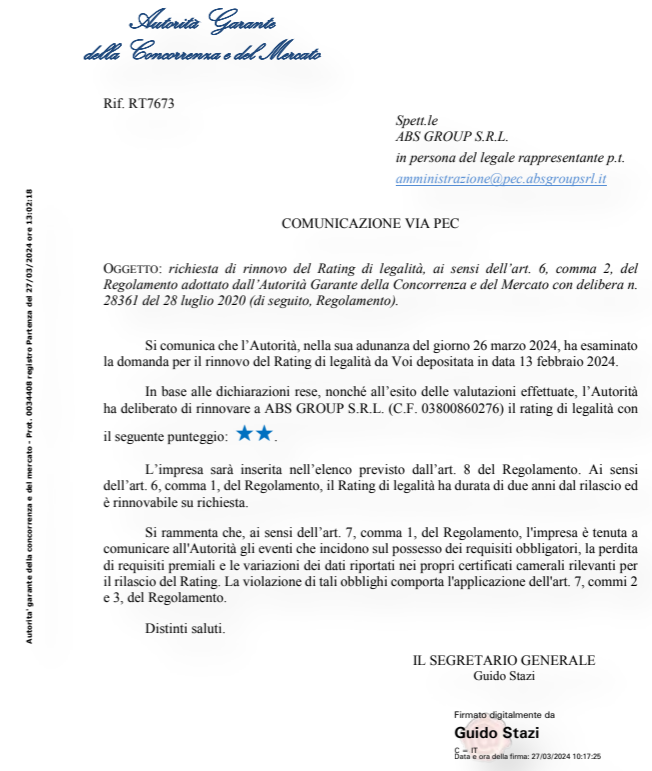 Autorità Garante
della Concorrenza e del Mercato
Rif. RT7673
Spett.le
ABS GROUP S.R.L.
in persona del legale rappresentante p.t.
amministrazione@pec.absgroupsrl.it
COMUNICAZIONE VIA PEC
OGGETTO: richiesta di rinnovo del Rating di legalità, ai sensi dell'art. 6, comma 2, del
Regolamento adottato dall'Autorità Garante della Concorrenza e del Mercato con delibera n.
28361 del 28 luglio 2020 (di seguito, Regolamento).
Si comunica che l'Autorità, nella sua adunanza del giorno 26 marzo 2024, ha esaminato
la domanda per il rinnovo del Rating di legalità da Voi depositata in data 13 febbraio 2024.
In base alle dichiarazioni rese, nonché all'esito delle valutazioni effettuate, l'Autorità
ha deliberato di rinnovare a ABS GROUP S.R.L. (C.F. 03800860276) il rating di legalità con
il seguente punteggio: ★★.
L'impresa sarà inserita nell'elenco previsto dall'art. 8 del Regolamento. Ai sensi
dell'art. 6, comma 1, del Regolamento, il Rating di legalità ha durata di due anni dal rilascio ed
è rinnovabile su richiesta.
Si rammenta che, ai sensi dell'art. 7, comma 1, del Regolamento, l'impresa è tenuta a
comunicare all'Autorità gli eventi che incidono sul possesso dei requisiti obbligatori, la perdita
di requisiti premiali e le variazioni dei dati riportati nei propri certificati camerali rilevanti per
il rilascio del Rating. La violazione di tali obblighi comporta l'applicazione dell'art. 7, commi 2
e 3, del Regolamento.
Distinti saluti.
IL SEGRETARIO GENERALE
Guido Stazi
Firmato digitalmente da
Guido Stazi
C = IT
Data e ora della firma: 27/03/2024 10:17:25
Autorita' garante della concorrenza e del mercato - Prot. 0034408 registro Partenza del 27/03/2024 ore 13:02:18